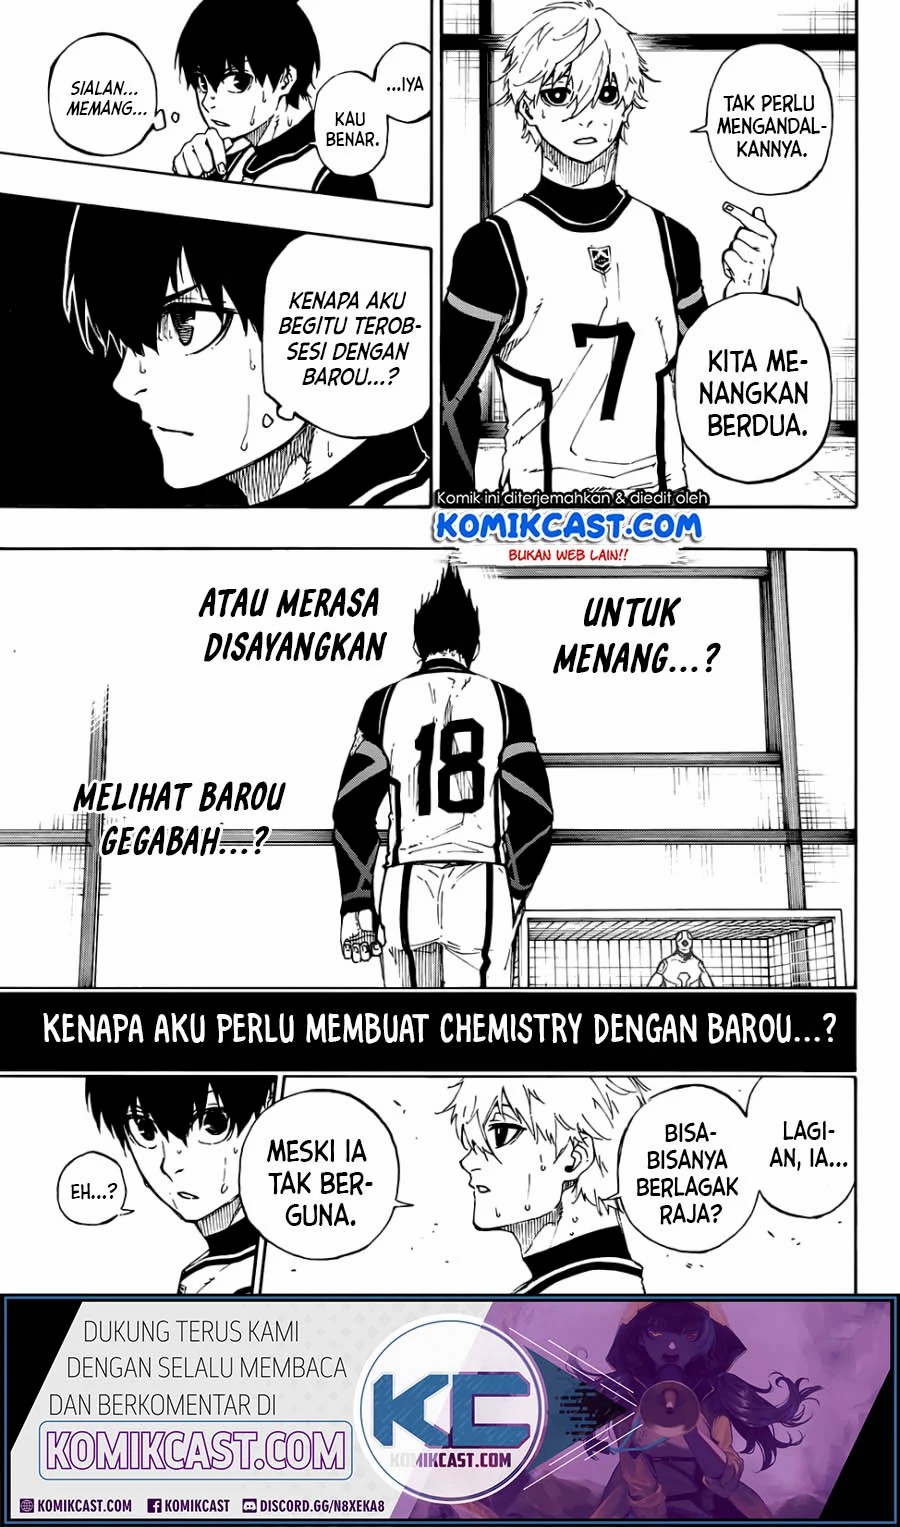 TAK PERLU
MENGANDAL-
KANNYA.
KITA ME-
NANGKAN
BERDUA.
...IYA
KAU
BENAR.
SIALAN...
MEMANG...
KENAPA AKU
BEGITU TEROB-
SESI DENGAN
BAROU...?
Komik ini diterjemahkan & diedit oleh
KOMIKCAST.COM
BUKAN WEB LAIN!!
UNTUK
MENANG...?
ATAU MERASA
DISAYANGKAN
MELIHAT BAROU
GEGABAH...?
18
7
KENAPA AKU PERLU MEMBUAT CHEMISTRY DENGAN BAROU...?
LAGI-
AN, IA...
BISA-
BISANYA
BERLAGAK
RAJA?
MESKI IA
TAK BER-
GUNA.
EH...?
DUKUNG TERUS KAMI
DENGAN SELALU MEMBACA
DAN BERKOMENTAR DI
KOMIKCAST.COM
KC
KOMIKCAST.COM
KOMIKCAST.COM KOMIKCAST DISCORD.GG/N8XEKA8